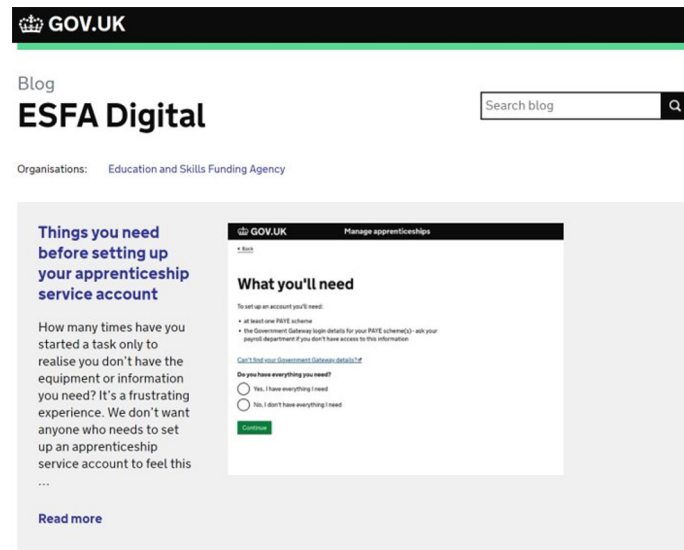 GOV.UK
Blog
ESFA Digital
Search blog
Organisations: Education and Skills Funding Agency
Things you need
before setting up
your apprenticeship
service account
How many times have you
started a task only to
realise you don't have the
equipment or information
you need? It's a frustrating
experience. We don't want
anyone who needs to set
up an apprenticeship
service account to feel this
…
Read more
GOV.UK Manage apprenticeships
Back
What you'll need
To set up an account you'll need:
• at least one PAYE scheme
• the Government Gateway login details for your PAYE scheme(s) - ask your
payroll department if you don't have access to this information
Can't find your Government Gateway details?
Do you have everything you need?
Yes, I have everything I need
No, I don't have everything I need
Continue